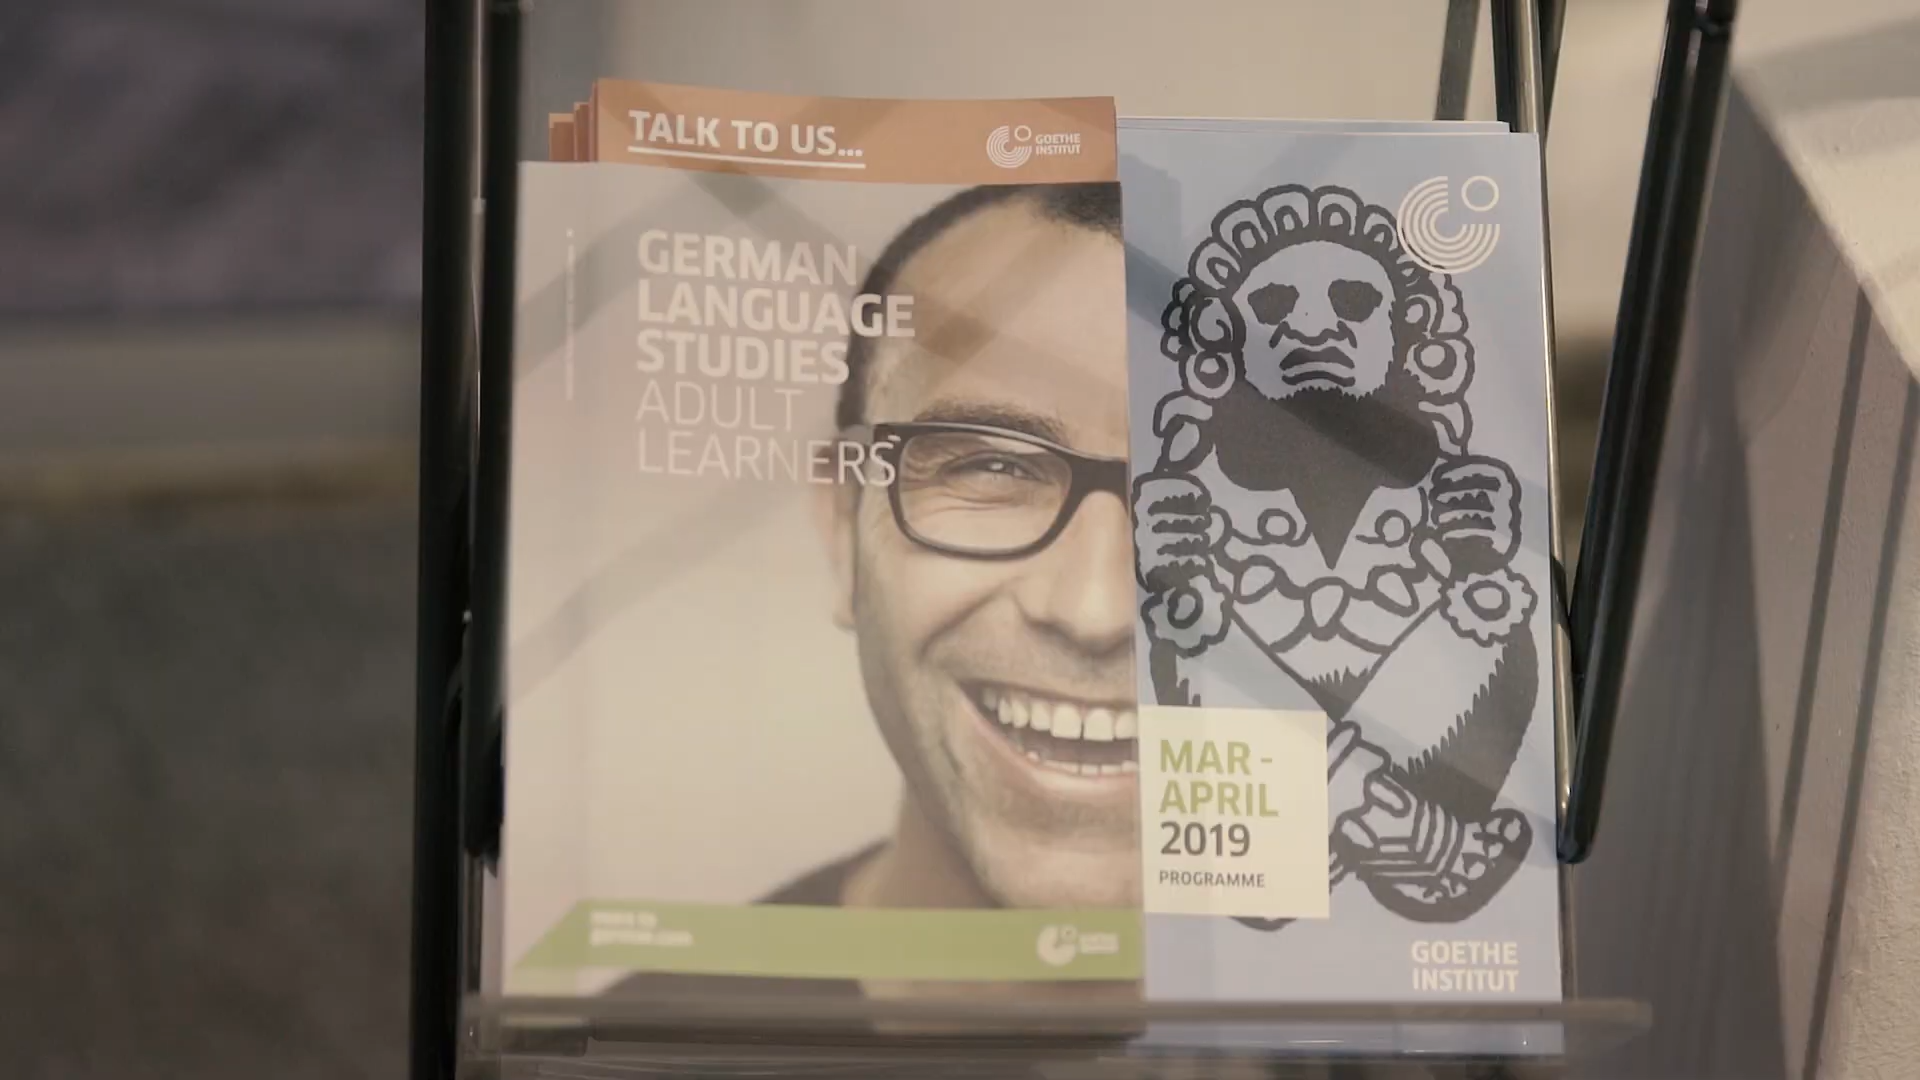 TALK TO US...
GOETHE
INSTITUT
GERMAN
LANGUAGE
STUDIES
ADULT
LEARNERS
MAR -
APRIL
2019
PROGRAMME
GOETHE
INSTITUT